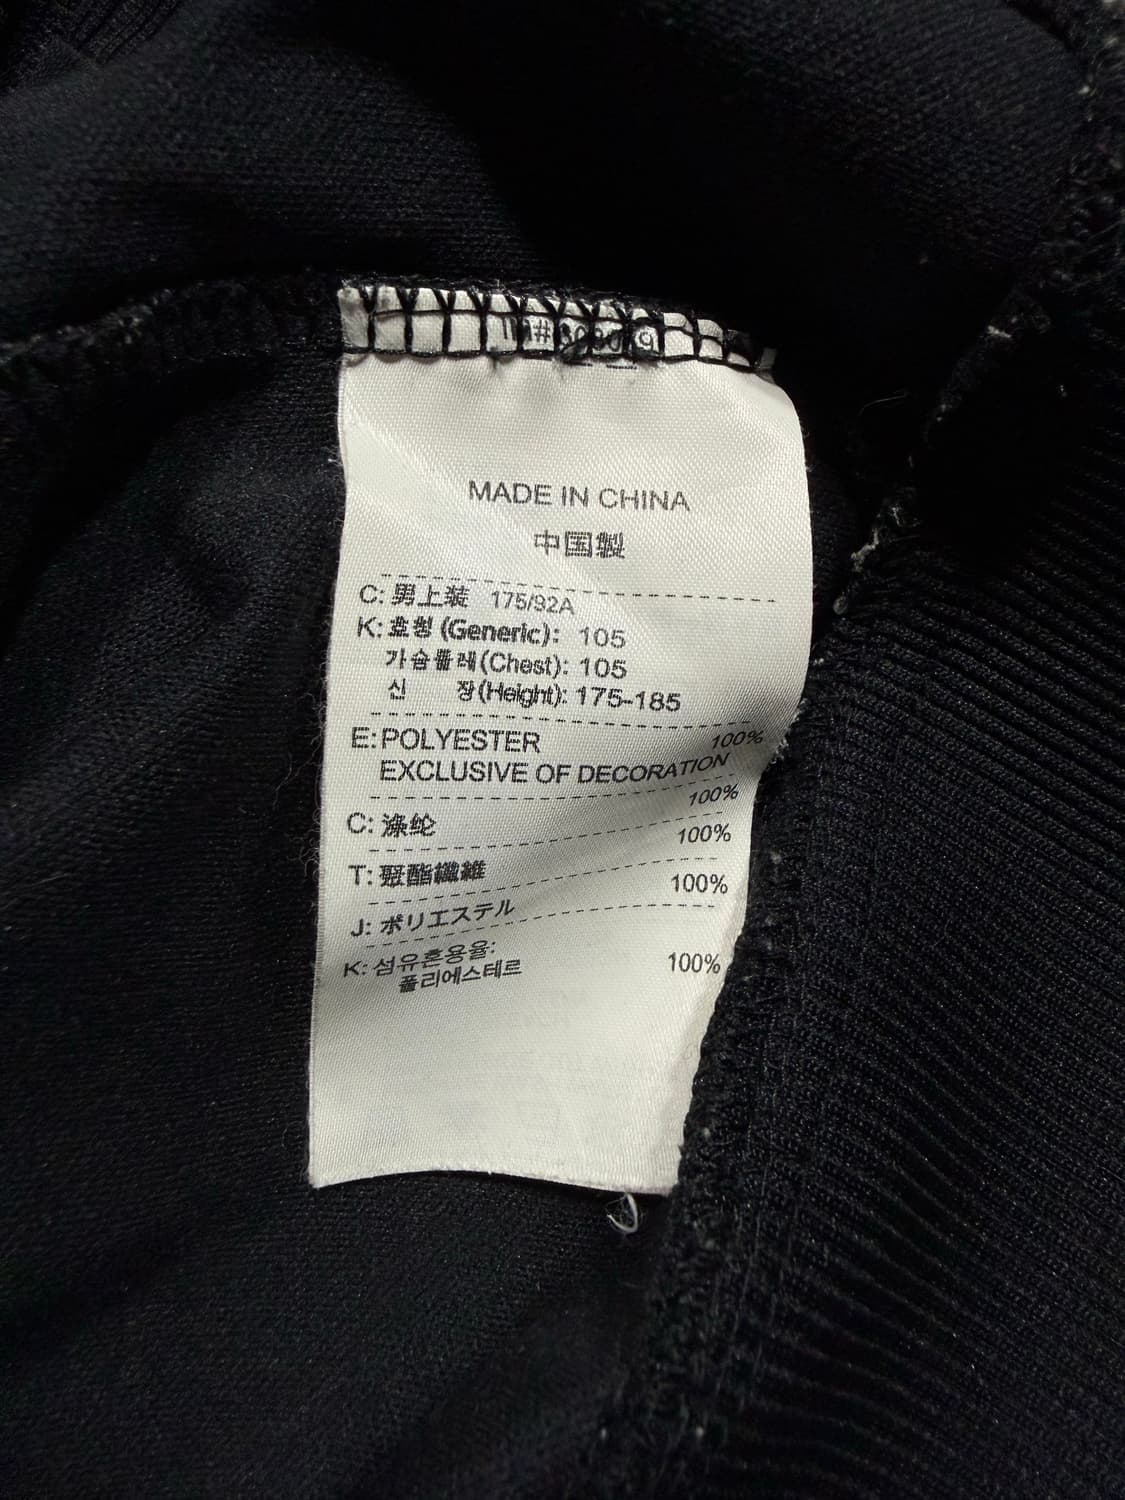 MADE IN CHINA
中国製
C: 男上装 175/92A
K: 호칭 (Generic): 105
가슴둘레(Chest): 105
신 장(Height): 175-185
E: POLYESTER 100%
EXCLUSIVE OF DECORATION
C: 涤纶 100%
T: 聚酯纖維 100%
J: ポリエステル 100%
K: 섬유혼용율:
폴리에스테르 100%